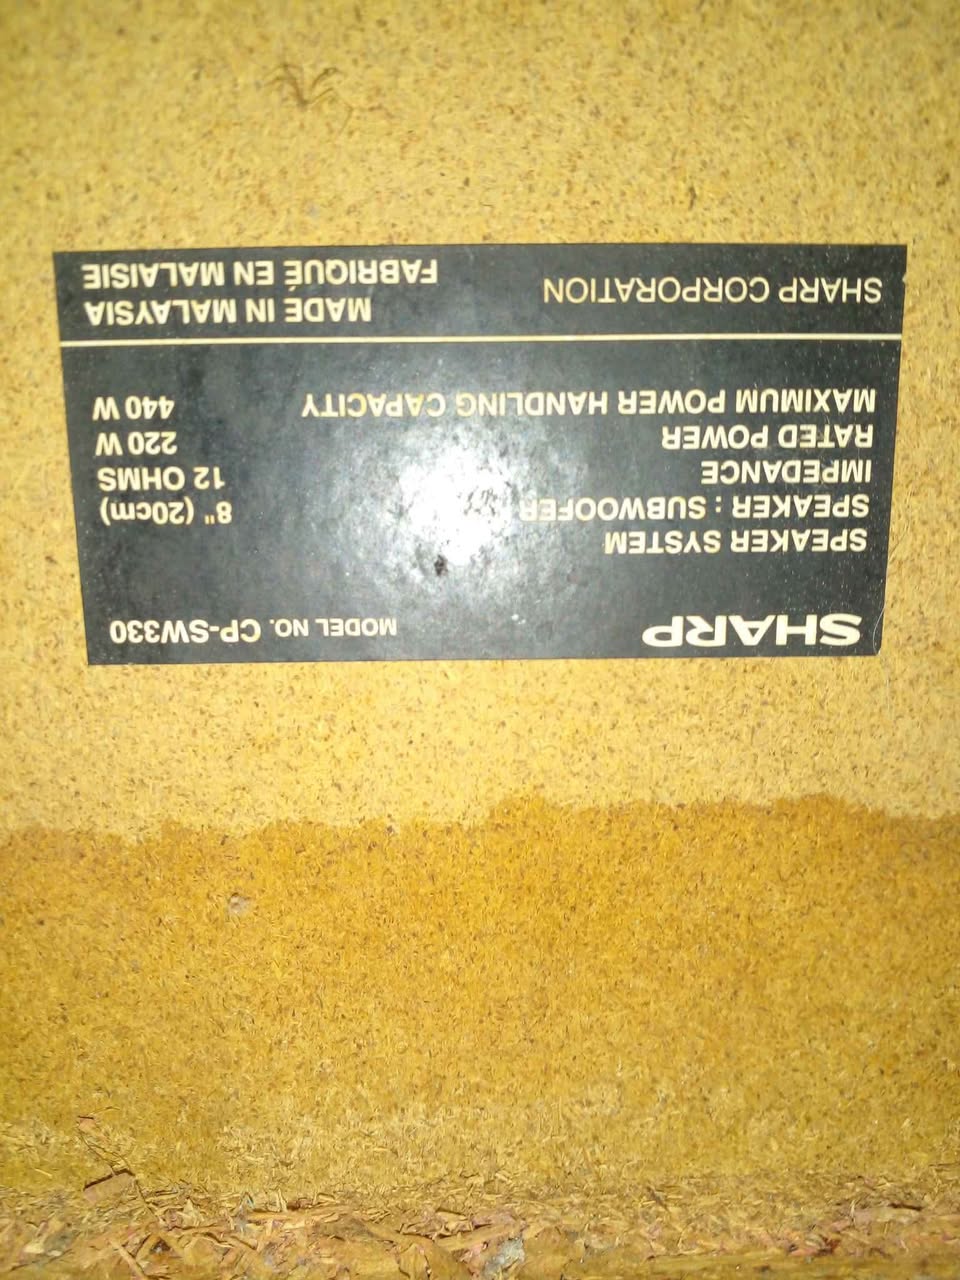 SHARP MODEL NO. CP-SW330
SPEAKER SYSTEM
SPEAKER : SUBWOOFER 8" (20cm)
IMPEDANCE 12 OHMS
RATED POWER 220 W
MAXIMUM POWER HANDLING CAPACITY 440 W
SHARP CORPORATION
MADE IN MALAYSIA
FABRIQUÉ EN MALAISIE